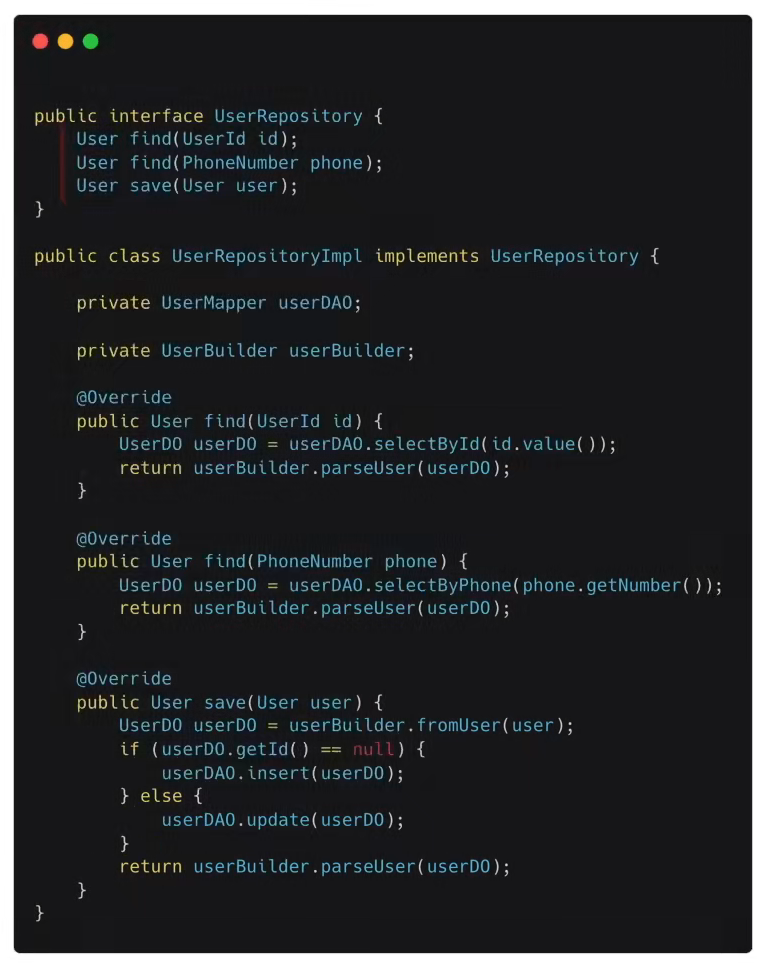 public interface UserRepository {
    User find(UserId id);
    User find(PhoneNumber phone);
    User save(User user);
}

public class UserRepositoryImpl implements UserRepository {

    private UserMapper userDAO;

    private UserBuilder userBuilder;

    @Override
    public User find(UserId id) {
        UserDO userDO = userDAO.selectById(id.value());
        return userBuilder.parseUser(userDO);
    }

    @Override
    public User find(PhoneNumber phone) {
        UserDO userDO = userDAO.selectByPhone(phone.getNumber());
        return userBuilder.parseUser(userDO);
    }

    @Override
    public User save(User user) {
        UserDO userDO = userBuilder.fromUser(user);
        if (userDO.getId() == null) {
            userDAO.insert(userDO);
        } else {
            userDAO.update(userDO);
        }
        return userBuilder.parseUser(userDO);
    }
}